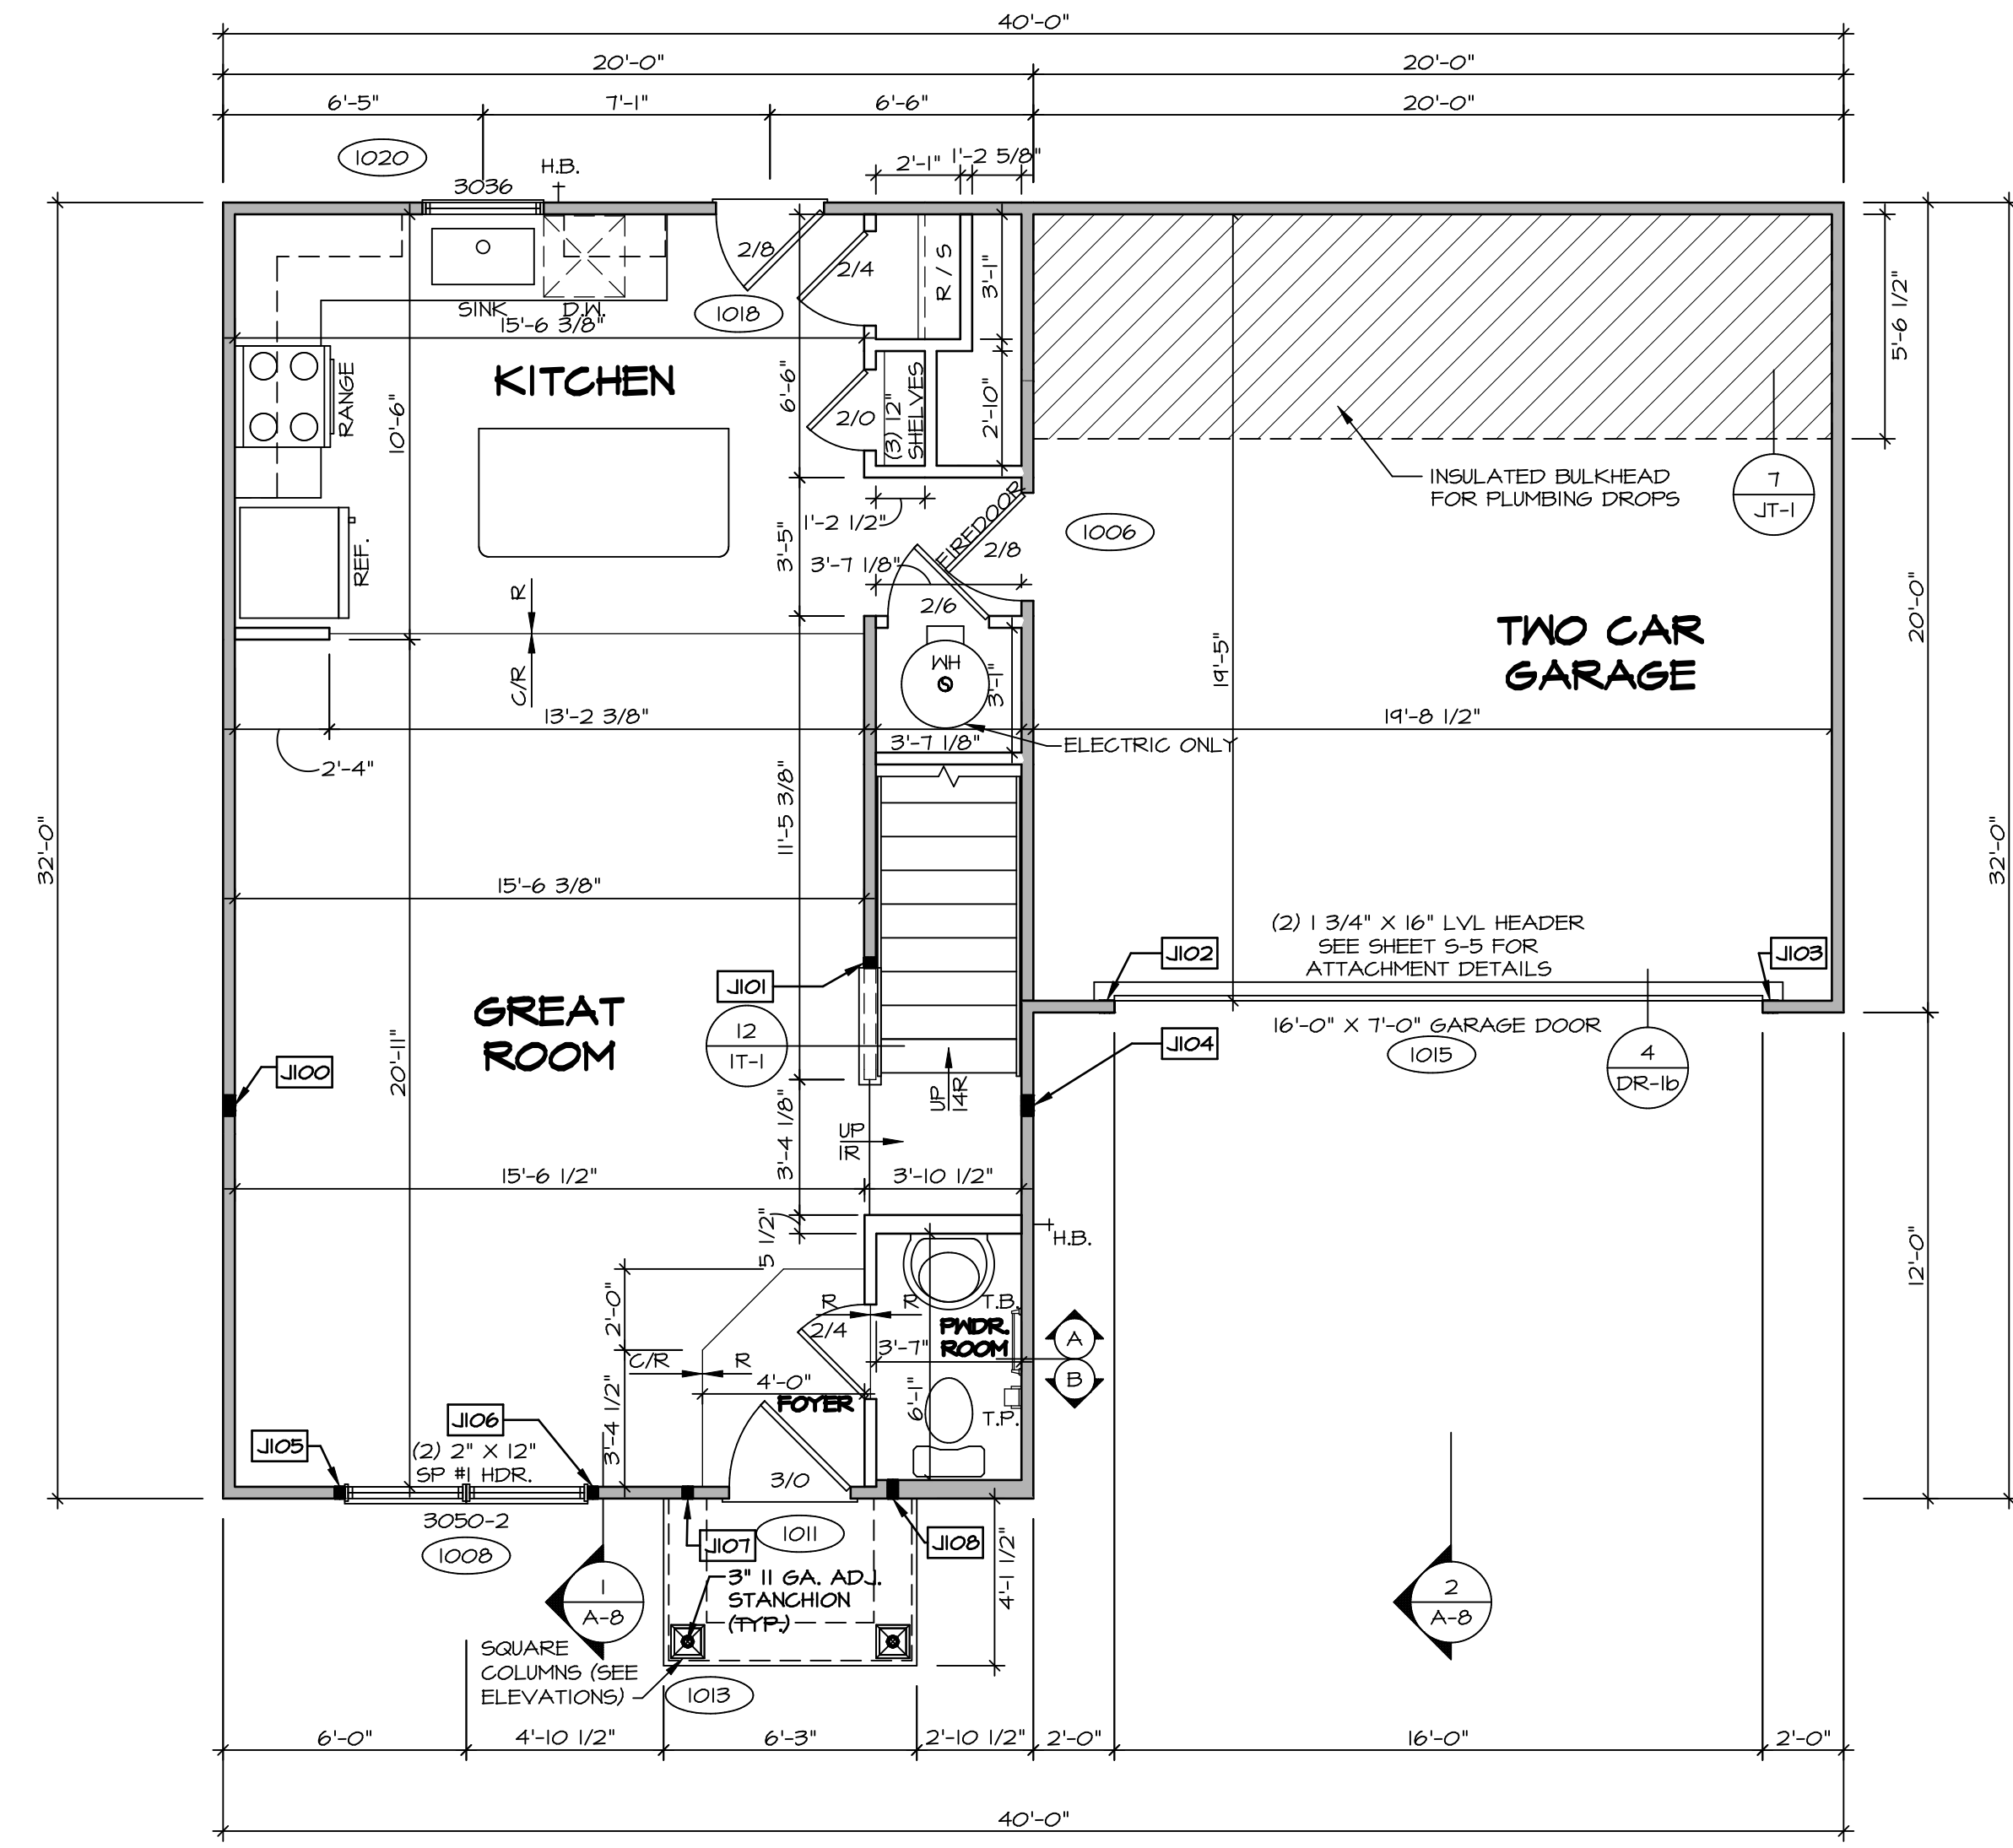 40'-0"
20'-0" 20'-0"
6'-5" 7'-1" 6'-6" 20'-0"
1020
H.B.
3036
2'-1" 1'-2 5/8"
2/8
2/4
R / S
3'-1"
5'-6 1/2"
SINK D.W.
1018
15'-6 3/8"
RANGE
KITCHEN
10'-6"
6'-6"
2/0
(3) 12"
SHELVES
2'-10"
INSULATED BULKHEAD
FOR PLUMBING DROPS
7
JT-1
REF.
1'-2 1/2"
FIREDOOR
2/8
1006
3'-5"
3'-7 1/8"
2/6
R
C/R
WH
S
3'-1"
19'-5"
TWO CAR
GARAGE
20'-0"
13'-2 3/8"
19'-8 1/2"
3'-7 1/8"
ELECTRIC ONLY
2'-4"
11'-5 3/8"
32'-0"
32'-0"
15'-6 3/8"
(2) 1 3/4" X 16" LVL HEADER
SEE SHEET S-5 FOR
ATTACHMENT DETAILS
J102
J103
J101
GREAT
ROOM
12
IT-1
16'-0" X 7'-0" GARAGE DOOR
1015
4
DR-1b
J104
J100
20'-11"
UP
14R
UP
1R
3'-4 1/8"
15'-6 1/2"
3'-10 1/2"
5 1/2"
H.B.
12'-0"
2'-0"
R R
T.B.
2/4
PWDR.
ROOM
3'-7"
A
B
C/R R
4'-0"
FOYER
6'-1"
T.P.
3'-4 1/2"
J106
J105
(2) 2" X 12"
SP #1 HDR.
3/0
3050-2
1008
J107
1011
J108
4'-1 1/2"
3" 11 GA. ADJ.
STANCHION
(TYP.)
1
A-8
2
A-8
SQUARE
COLUMNS (SEE
ELEVATIONS)
1013
6'-0" 4'-10 1/2" 6'-3" 2'-10 1/2" 2'-0" 16'-0" 2'-0"
40'-0"